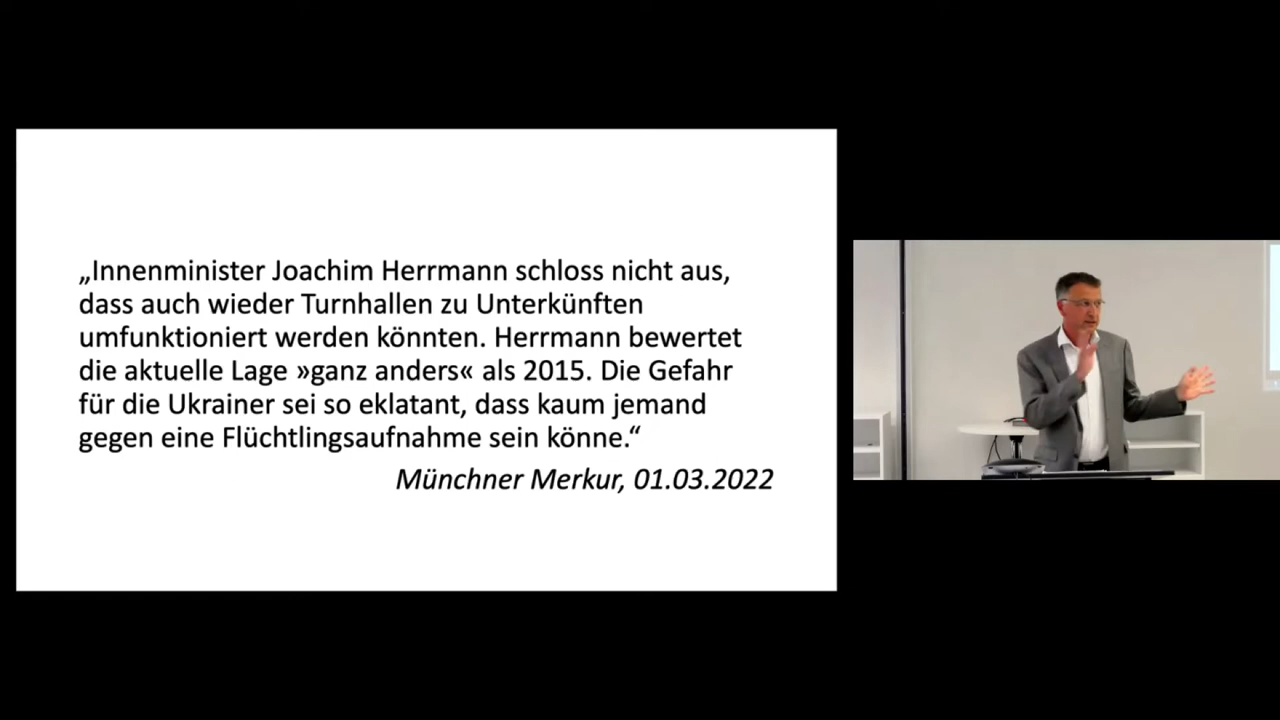 „Innenminister Joachim Herrmann schloss nicht aus,
dass auch wieder Turnhallen zu Unterkünften
umfunktioniert werden könnten. Herrmann bewertet
die aktuelle Lage »ganz anders« als 2015. Die Gefahr
für die Ukrainer sei so eklatant, dass kaum jemand
gegen eine Flüchtlingsaufnahme sein könne.“
Münchner Merkur, 01.03.2022